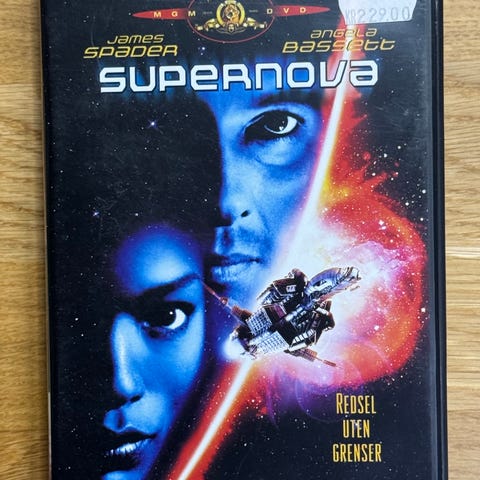 MGM DVD
KR229.00
JAMES SPADER
ANGELA BASSETT
SUPERNOVA
REDSEL
UTEN
GRENSER